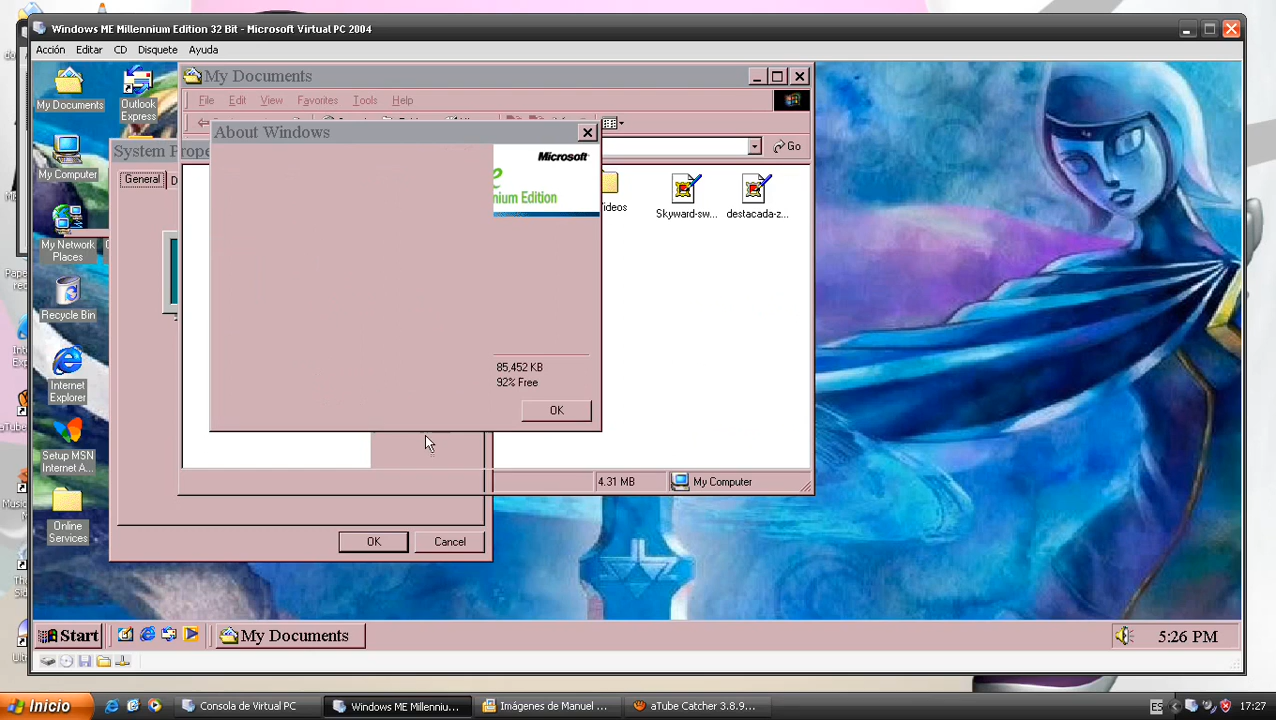 Windows ME Millennium Edition 32 Bit - Microsoft Virtual PC 2004
Acción Editar CD Disquete Ayuda
My Documents
Outlook Express
My Computer
My Network Places
Recycle Bin
Internet Explorer
Setup MSN Internet A...
Online Services
My Documents
File Edit View Favorites Tools Help
Go
Skyward-sw...
destacada-z...
4.31 MB
My Computer
System Prope
General
OK
Cancel
About Windows
Microsoft
nium Edition
85,452 KB
92% Free
OK
Start
My Documents
5:26 PM
Inicio
Consola de Virtual PC
Windows ME Millenniu...
Imágenes de Manuel ...
aTube Catcher 3.8.9...
ES
17:27